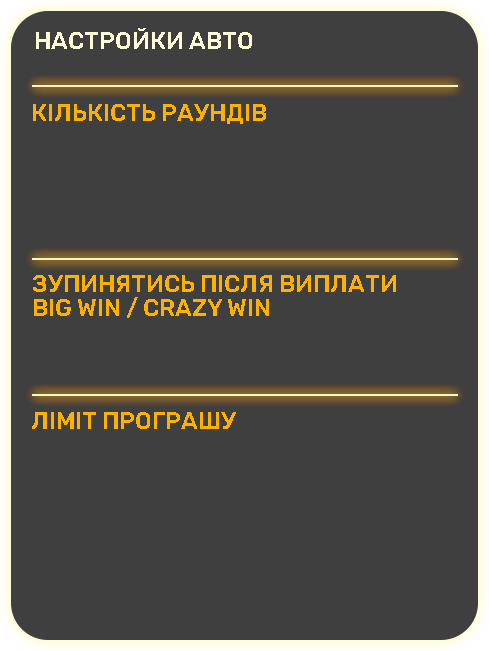 НАСТРОЙКИ АВТО
КІЛЬКІСТЬ РАУНДІВ
ЗУПИНЯТИСЬ ПІСЛЯ ВИПЛАТИ
BIG WIN / CRAZY WIN
ЛІМІТ ПРОГРАШУ